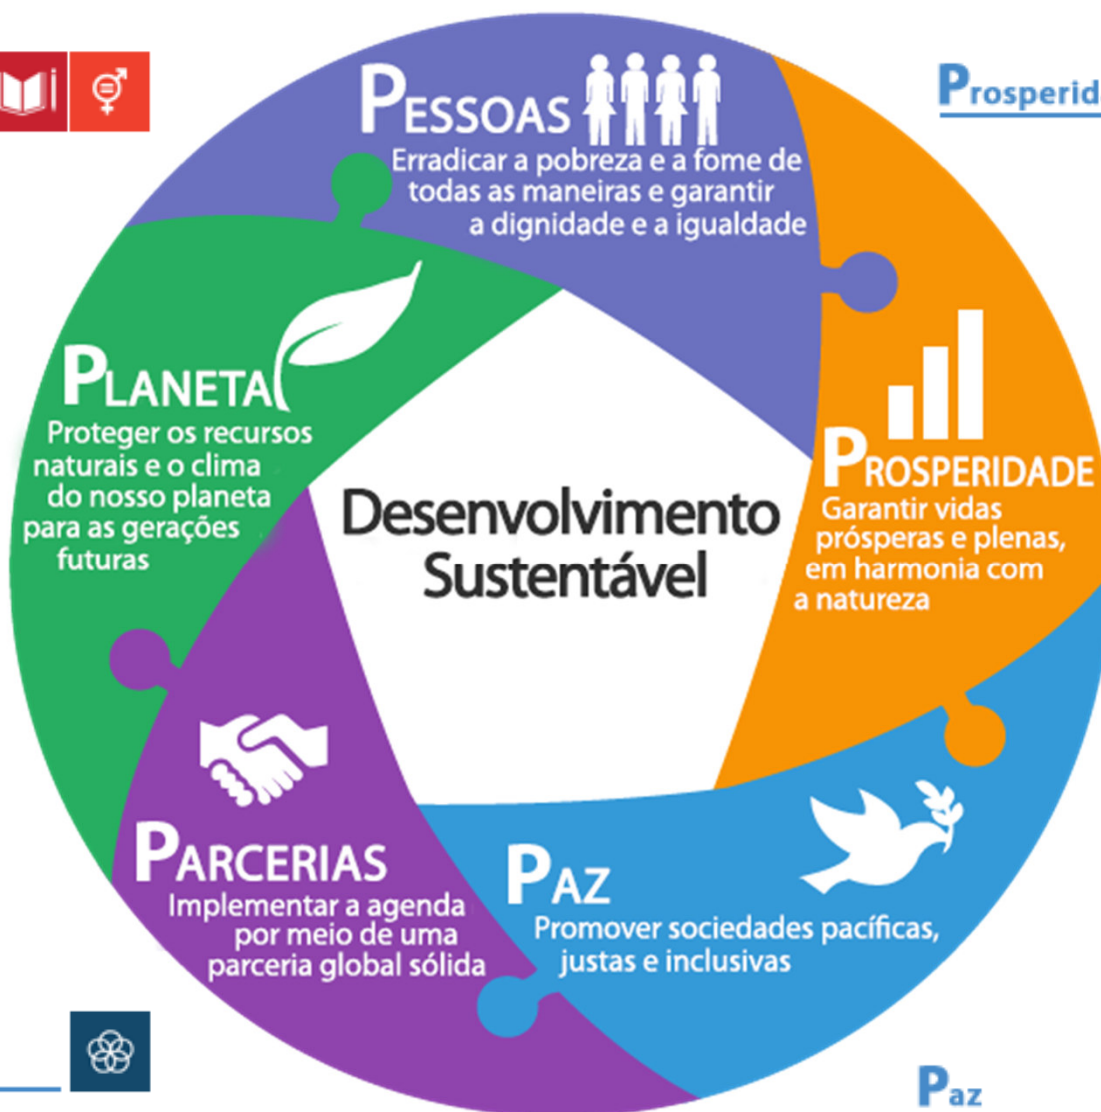 PESSOAS
Erradicar a pobreza e a fome de
todas as maneiras e garantir
a dignidade e a igualdade
PROSPERIDADE
Garantir vidas
prósperas e plenas,
em harmonia com
a natureza
PLANETA
Proteger os recursos
naturais e o clima
do nosso planeta
para as gerações
futuras
Desenvolvimento
Sustentável
PARCERIAS
Implementar a agenda
por meio de uma
parceria global sólida
PAZ
Promover sociedades pacíficas,
justas e inclusivas
Paz